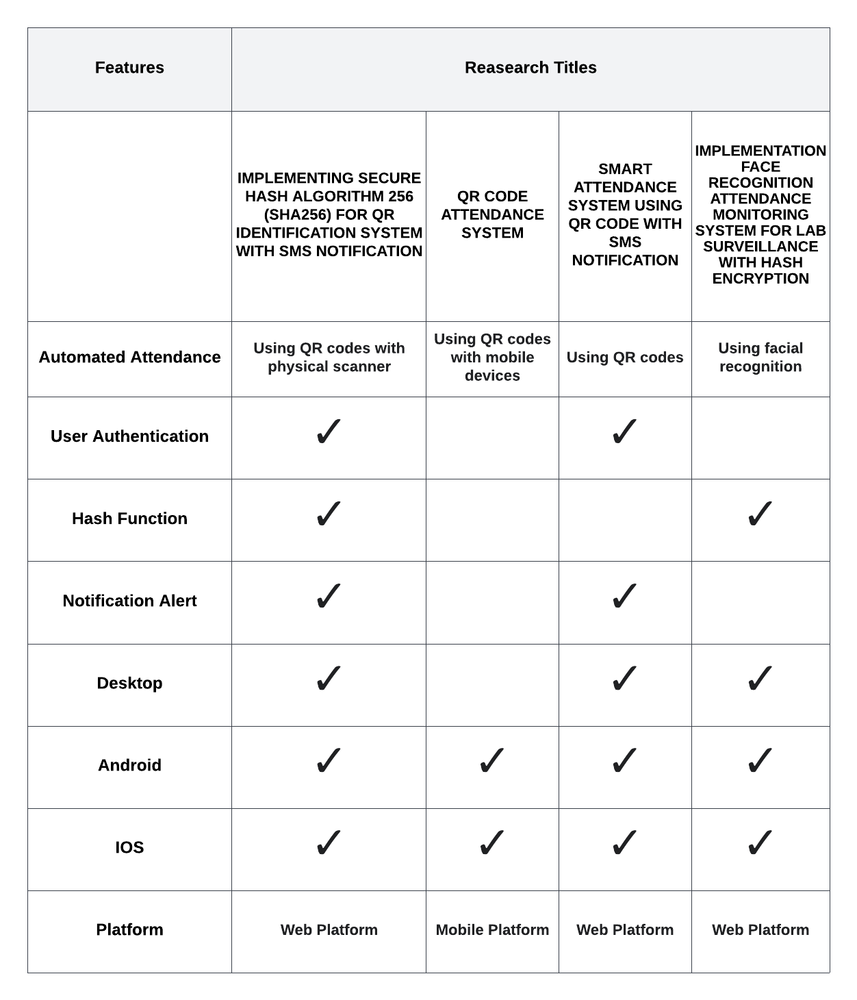 Features
Reasearch Titles
IMPLEMENTING SECURE
HASH ALGORITHM 256
(SHA256) FOR QR
IDENTIFICATION SYSTEM
WITH SMS NOTIFICATION
QR CODE
ATTENDANCE
SYSTEM
SMART
ATTENDANCE
SYSTEM USING
QR CODE WITH
SMS
NOTIFICATION
IMPLEMENTATION
FACE
RECOGNITION
ATTENDANCE
MONITORING
SYSTEM FOR LAB
SURVEILLANCE
WITH HASH
ENCRYPTION
Automated Attendance
Using QR codes with
physical scanner
Using QR codes
with mobile
devices
Using QR codes
Using facial
recognition
User Authentication
✓
✓
Hash Function
✓
✓
Notification Alert
✓
✓
Desktop
✓
✓
✓
Android
✓
✓
✓
✓
IOS
✓
✓
✓
✓
Platform
Web Platform
Mobile Platform
Web Platform
Web Platform